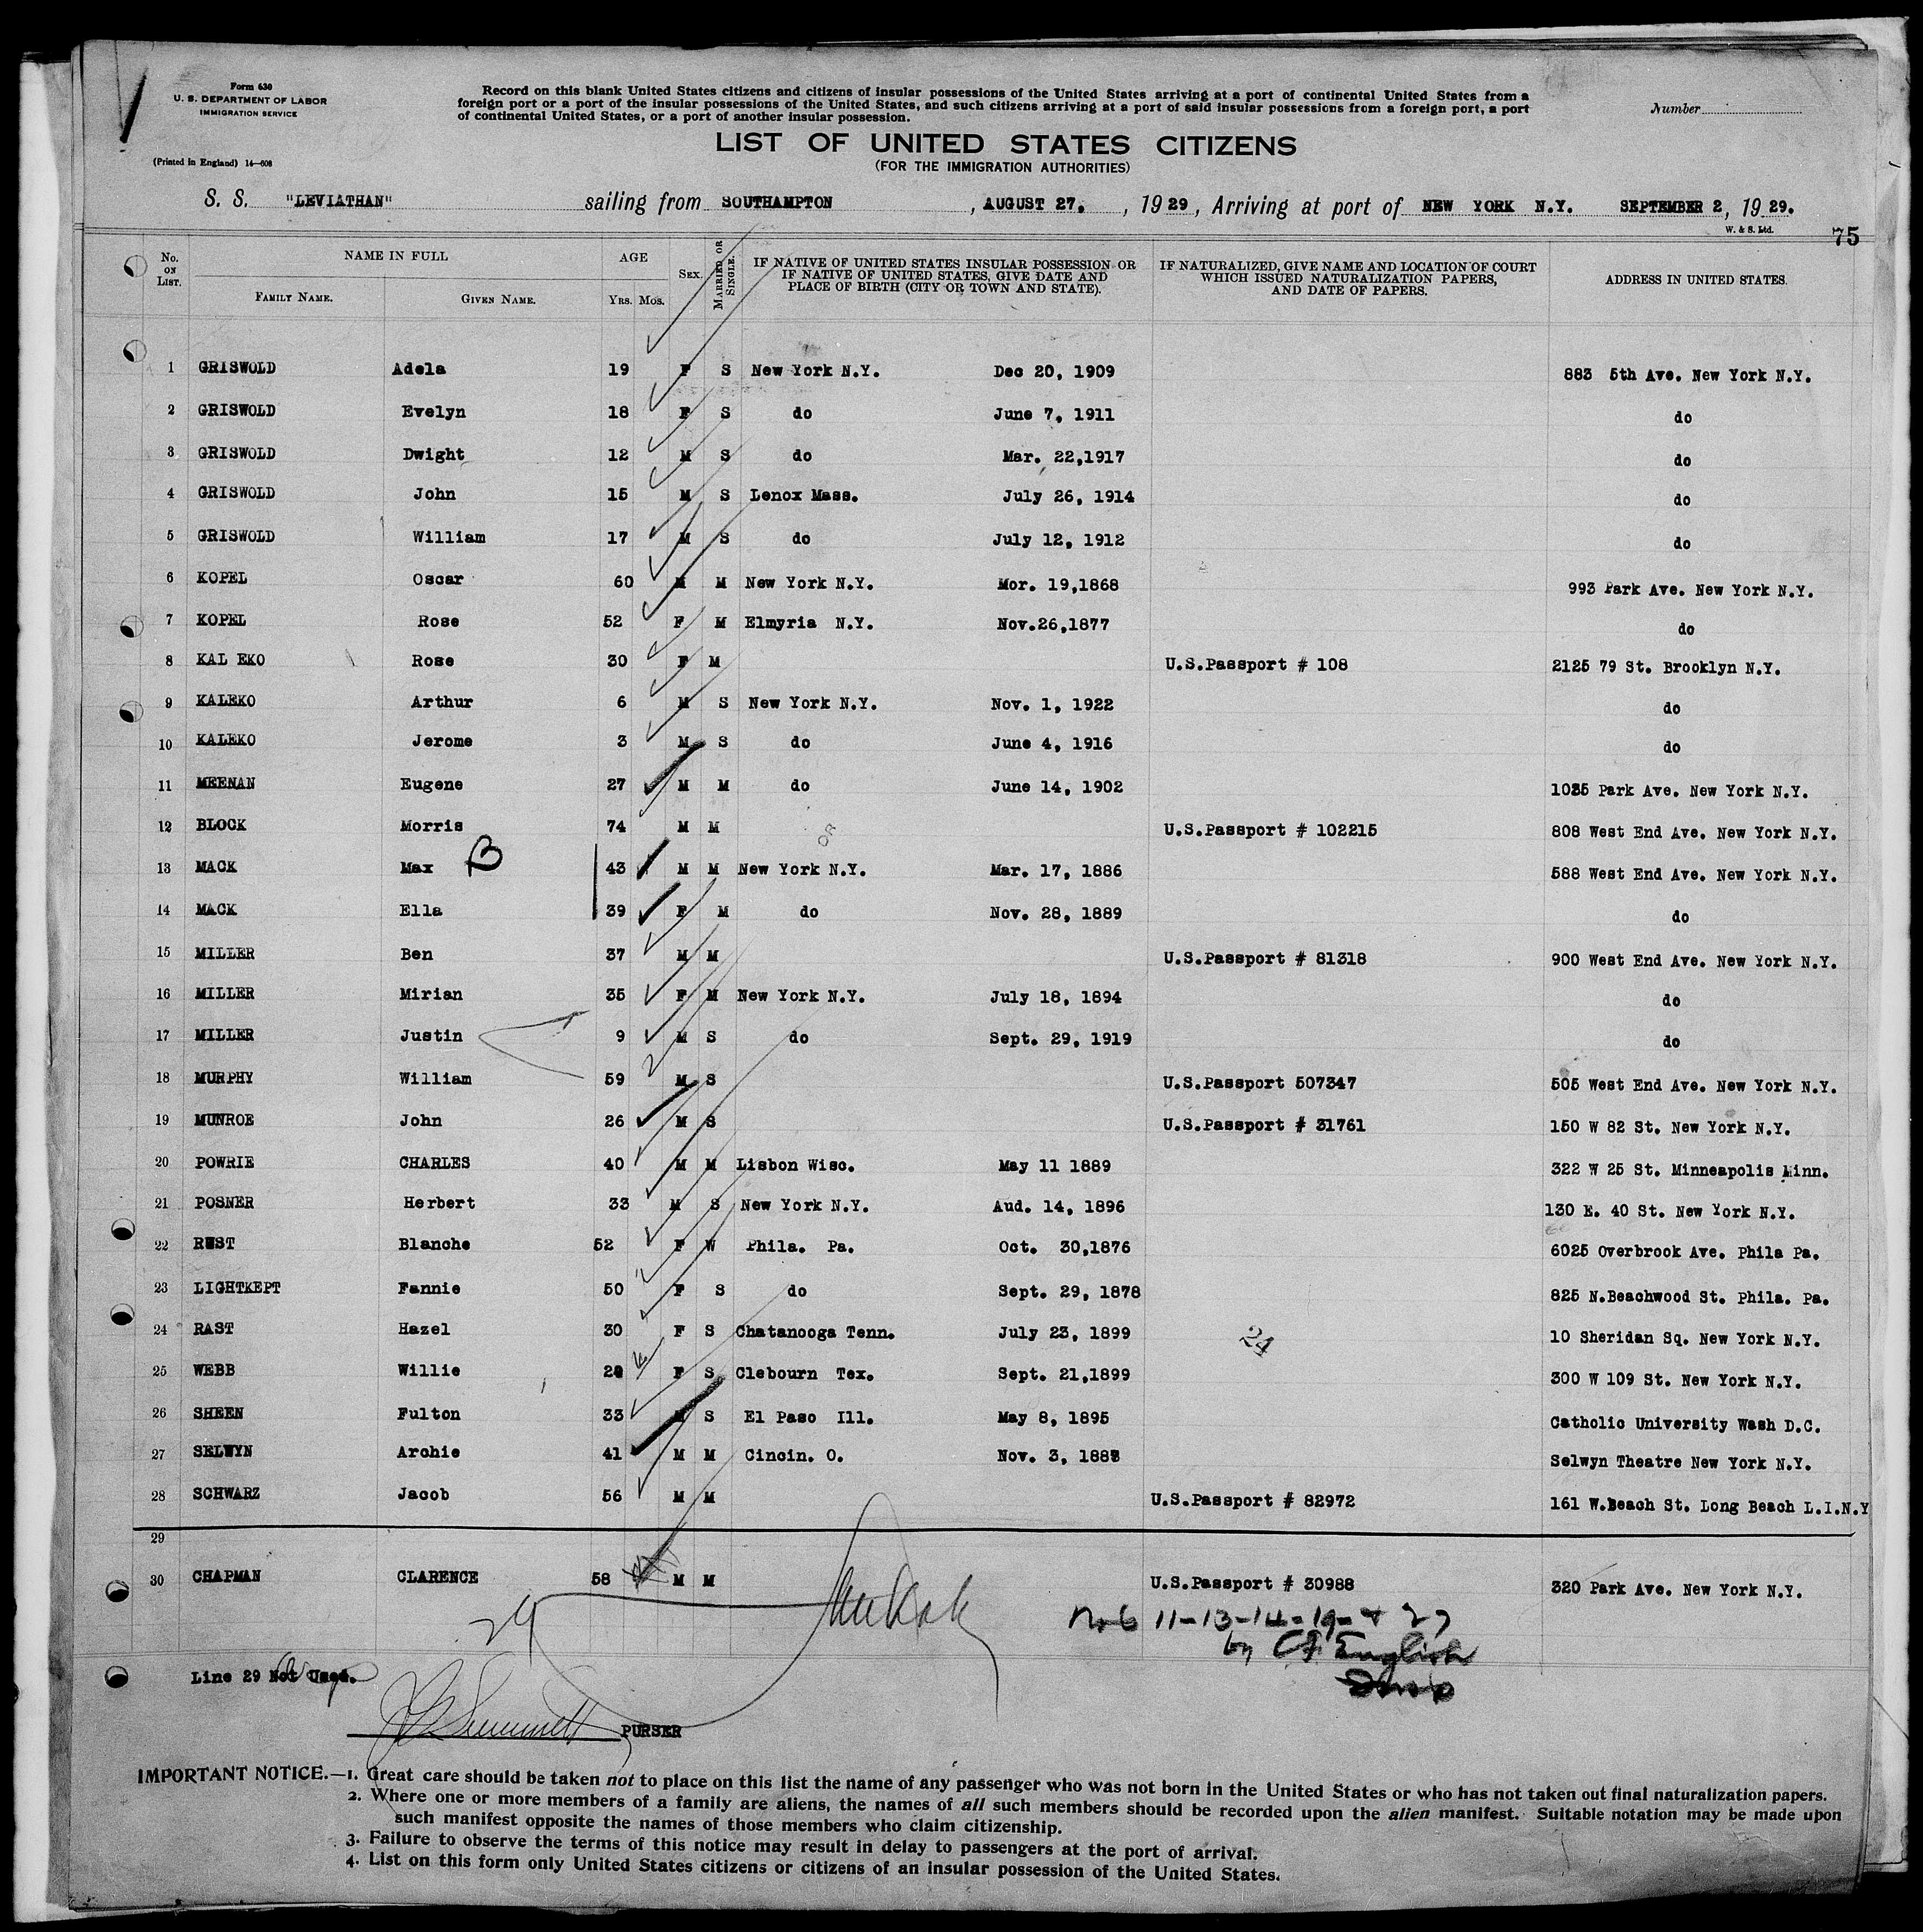 Form 630
U. S. DEPARTMENT OF LABOR
IMMIGRATION SERVICE
(Printed in England) 14—608
Record on this blank United States citizens and citizens of insular possessions of the United States arriving at a port of continental United States from a
foreign port or a port of the insular possessions of the United States, and such citizens arriving at a port of said insular possessions from a foreign port, a port
of continental United States, or a port of another insular possession.
Number
LIST OF UNITED STATES CITIZENS
(FOR THE IMMIGRATION AUTHORITIES)
S. S. "LEVIATHAN" sailing from SOUTHAMPTON, AUGUST 27., 1929, Arriving at port of NEW YORK N.Y. SEPTEMBER 2, 1929.
W. & S. Ltd.
75
No. ON LIST. NAME IN FULL FAMILY NAME. GIVEN NAME. AGE YRS. MOS. SEX. MARRIED OR SINGLE. IF NATIVE OF UNITED STATES INSULAR POSSESSION OR IF NATIVE OF UNITED STATES, GIVE DATE AND PLACE OF BIRTH (CITY OR TOWN AND STATE). IF NATURALIZED, GIVE NAME AND LOCATION OF COURT WHICH ISSUED NATURALIZATION PAPERS, AND DATE OF PAPERS. ADDRESS IN UNITED STATES.
1 GRISWOLD Adela 19 F S New York N.Y. Dec 20, 1909 883 5th Ave. New York N.Y.
2 GRISWOLD Evelyn 18 F S do June 7, 1911 do
3 GRISWOLD Dwight 12 M S do Mar. 22,1917 do
4 GRISWOLD John 15 M S Lenox Mass. July 26, 1914 do
5 GRISWOLD William 17 M S do July 12, 1912 do
6 KOPEL Oscar 60 M M New York N.Y. Mor. 19,1868 993 Park Ave. New York N.Y.
7 KOPEL Rose 52 F M Elmyria N.Y. Nov.26,1877 do
8 KAL EKO Rose 30 F M U.S.Passport # 108 2125 79 St. Brooklyn N.Y.
9 KALEKO Arthur 6 M S New York N.Y. Nov. 1, 1922 do
10 KALEKO Jerome 3 M S do June 4, 1916 do
11 MEENAN Eugene 27 M M do June 14, 1902 1035 Park Ave. New York N.Y.
12 BLOCK Morris 74 M M U.S.Passport # 102215 808 West End Ave. New York N.Y.
13 MACK Max B 43 M M New York N.Y. Mar. 17, 1886 588 West End Ave. New York N.Y.
14 MACK Ella 39 F M do Nov. 28, 1889 do
15 MILLER Ben 37 M M U.S.Passport # 81318 900 West End Ave. New York N.Y.
16 MILLER Mirian 35 F M New York N.Y. July 18, 1894 do
17 MILLER Justin 9 M S do Sept. 29, 1919 do
18 MURPHY William 59 M S U.S.Passport 507347 505 West End Ave. New York N.Y.
19 MUNROE John 26 M S U.S.Passport # 31761 150 W 82 St. New York N.Y.
20 POWRIE CHARLES 40 M M Lisbon Wisc. May 11 1889 322 W 25 St. Minneapolis Minn.
21 POSNER Herbert 33 M S New York N.Y. Aud. 14, 1896 130 E. 40 St. New York N.Y.
22 Blanche 52 F W Phila. Pa. Oct. 30,1876 6025 Overbrook Ave. Phila Pa.
23 LIGHTKEPT Fannie 50 F S do Sept. 29, 1878 825 N.Beachwood St. Phila. Pa.
24 RAST Hazel 30 F S Chatanooga Tenn. July 23, 1899 24 10 Sheridan Sq. New York N.Y.
25 WEBB Willie F S Clebourn Tex. Sept. 21,1899 300 W 109 St. New York N.Y.
26 SHEEN Fulton 33 M S El Paso Ill. May 8, 1895 Catholic University Wash D.C.
27 SELWYN Archie 41 M M Cincin. O. Nov. 3, Selwyn Theatre New York N.Y.
28 SCHWARZ Jacob 56 M M U.S.Passport # 82972 161 W.Beach St. Long Beach L.I.N.Y
29
30 CHAPMAN CLARENCE 58 M M U.S.Passport # 30988 320 Park Ave. New York N.Y.
29
Nos 11-13-14-19-+ 27
by CJ English
Insp
Line 29 Not Used.
PURSER
IMPORTANT NOTICE.—1. Great care should be taken not to place on this list the name of any passenger who was not born in the United States or who has not taken out final naturalization papers.
2. Where one or more members of a family are aliens, the names of all such members should be recorded upon the alien manifest. Suitable notation may be made upon
such manifest opposite the names of those members who claim citizenship.
3. Failure to observe the terms of this notice may result in delay to passengers at the port of arrival.
4. List on this form only United States citizens or citizens of an insular possession of the United States.